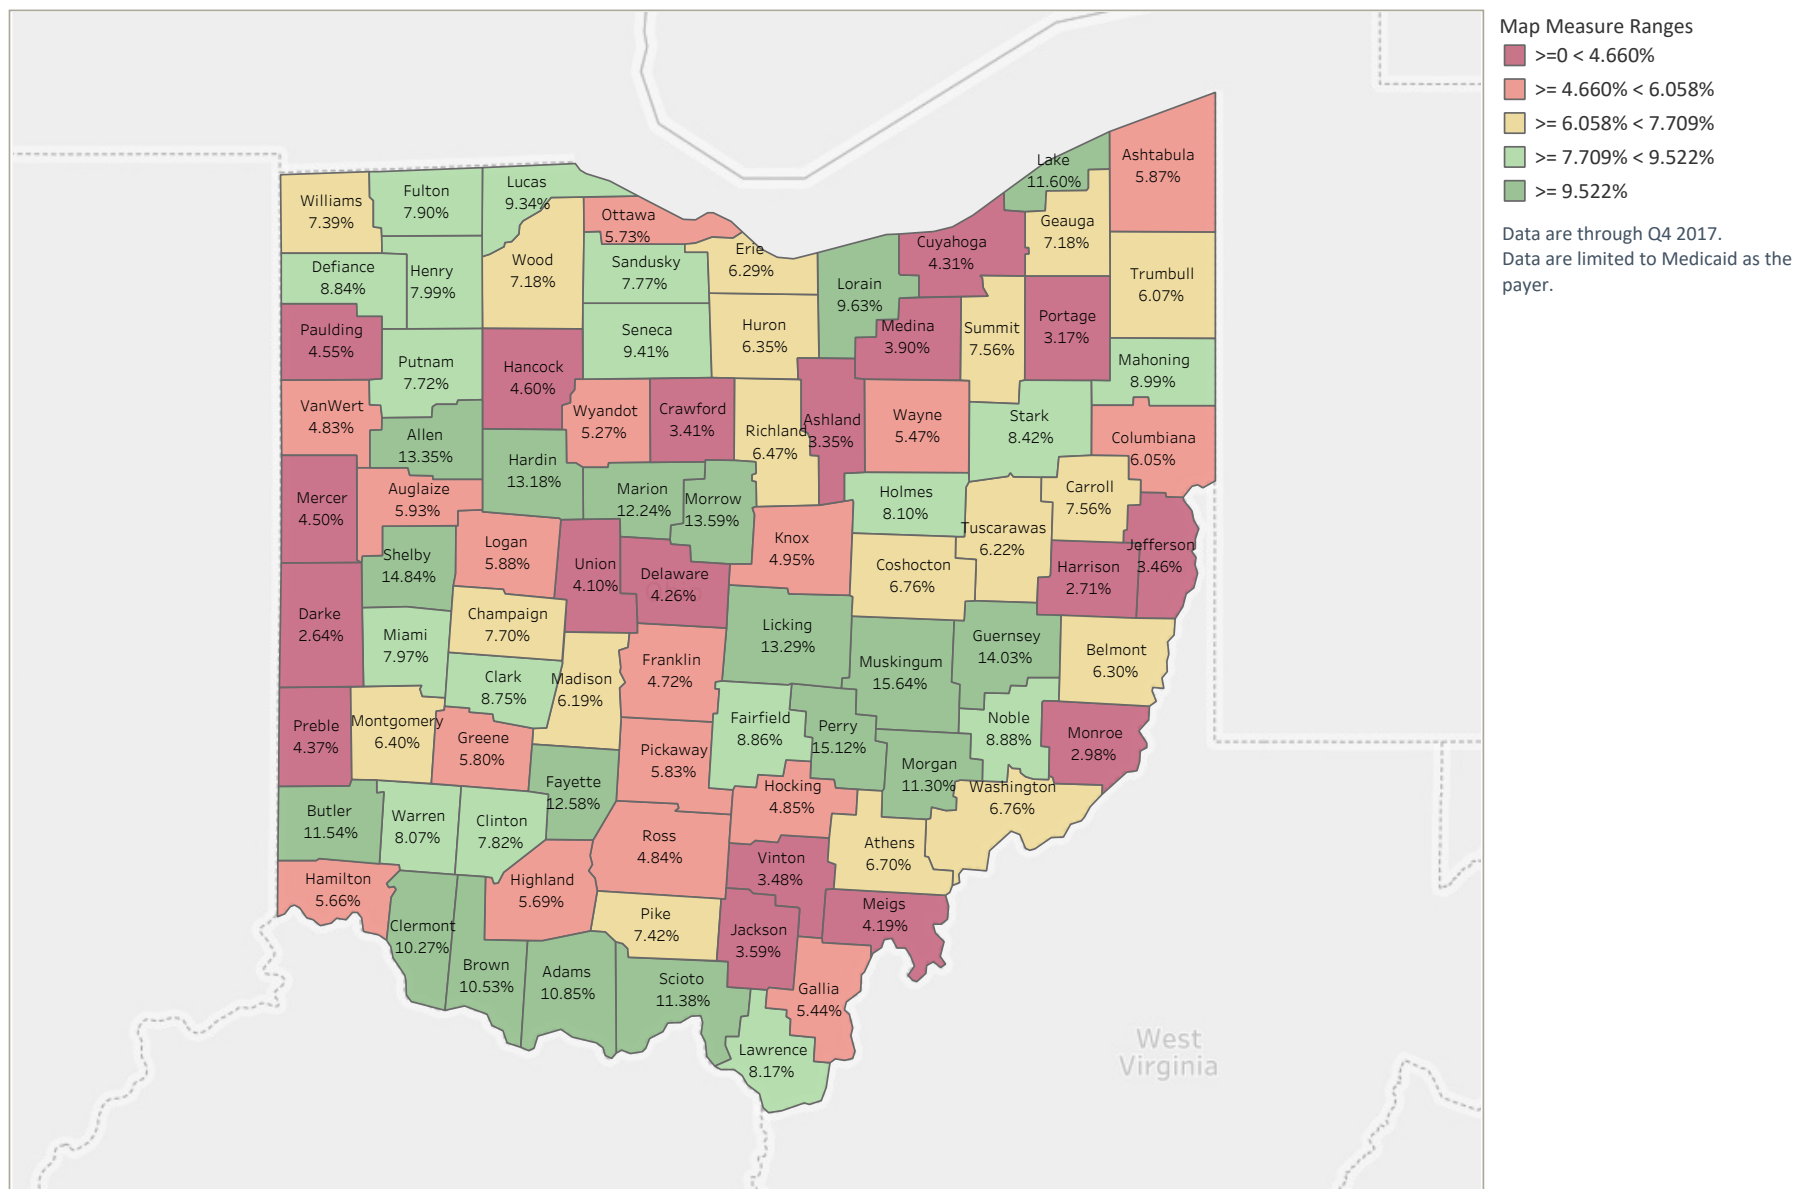 Map Measure Ranges
>=0 < 4.660%
>= 4.660% < 6.058%
>= 6.058% < 7.709%
>= 7.709% < 9.522%
>= 9.522%
Data are through Q4 2017.
Data are limited to Medicaid as the
payer.
Williams
7.39%
Fulton
7.90%
Lucas
9.34%
Ottawa
5.73%
Lake
11.60%
Ashtabula
5.87%
Geauga
7.18%
Cuyahoga
4.31%
Erie
6.29%
Wood
7.18%
Sandusky
7.77%
Defiance
8.84%
Henry
7.99%
Lorain
9.63%
Trumbull
6.07%
Paulding
4.55%
Putnam
7.72%
Hancock
4.60%
Seneca
9.41%
Huron
6.35%
Medina
3.90%
Summit
7.56%
Portage
3.17%
Mahoning
8.99%
VanWert
4.83%
Allen
13.35%
Wyandot
5.27%
Crawford
3.41%
Richland
6.47%
Ashland
3.35%
Wayne
5.47%
Stark
8.42%
Columbiana
6.05%
Mercer
4.50%
Auglaize
5.93%
Hardin
13.18%
Marion
12.24%
Morrow
13.59%
Holmes
8.10%
Carroll
7.56%
Tuscarawas
6.22%
Jefferson
3.46%
Shelby
14.84%
Logan
5.88%
Union
4.10%
Delaware
4.26%
Knox
4.95%
Coshocton
6.76%
Harrison
2.71%
Darke
2.64%
Miami
7.97%
Champaign
7.70%
Licking
13.29%
Muskingum
15.64%
Guernsey
14.03%
Belmont
6.30%
Clark
8.75%
Madison
6.19%
Franklin
4.72%
Preble
4.37%
Montgomery
6.40%
Greene
5.80%
Pickaway
5.83%
Fairfield
8.86%
Perry
15.12%
Noble
8.88%
Monroe
2.98%
Morgan
11.30%
Washington
6.76%
Fayette
12.58%
Hocking
4.85%
Butler
11.54%
Warren
8.07%
Clinton
7.82%
Ross
4.84%
Athens
6.70%
Vinton
3.48%
Hamilton
5.66%
Highland
5.69%
Meigs
4.19%
Clermont
10.27%
Pike
7.42%
Jackson
3.59%
Brown
10.53%
Adams
10.85%
Scioto
11.38%
Gallia
5.44%
Lawrence
8.17%
West
Virginia